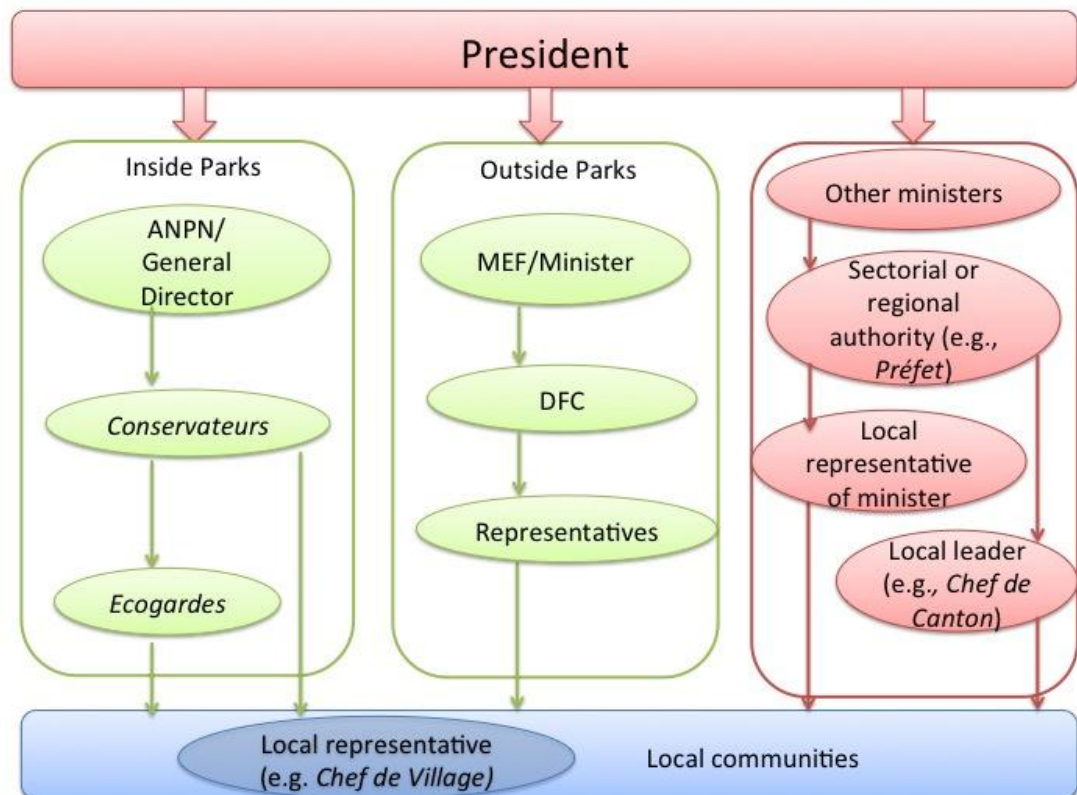 President
Inside Parks
ANPN/
General
Director
Conservateurs
Ecogardes
Outside Parks
MEF/Minister
DFC
Representatives
Other ministers
Sectorial or
regional
authority (e.g.,
Préfet)
Local
representative
of minister
Local leader
(e.g., Chef de
Canton)
Local representative
(e.g. Chef de Village)
Local communities